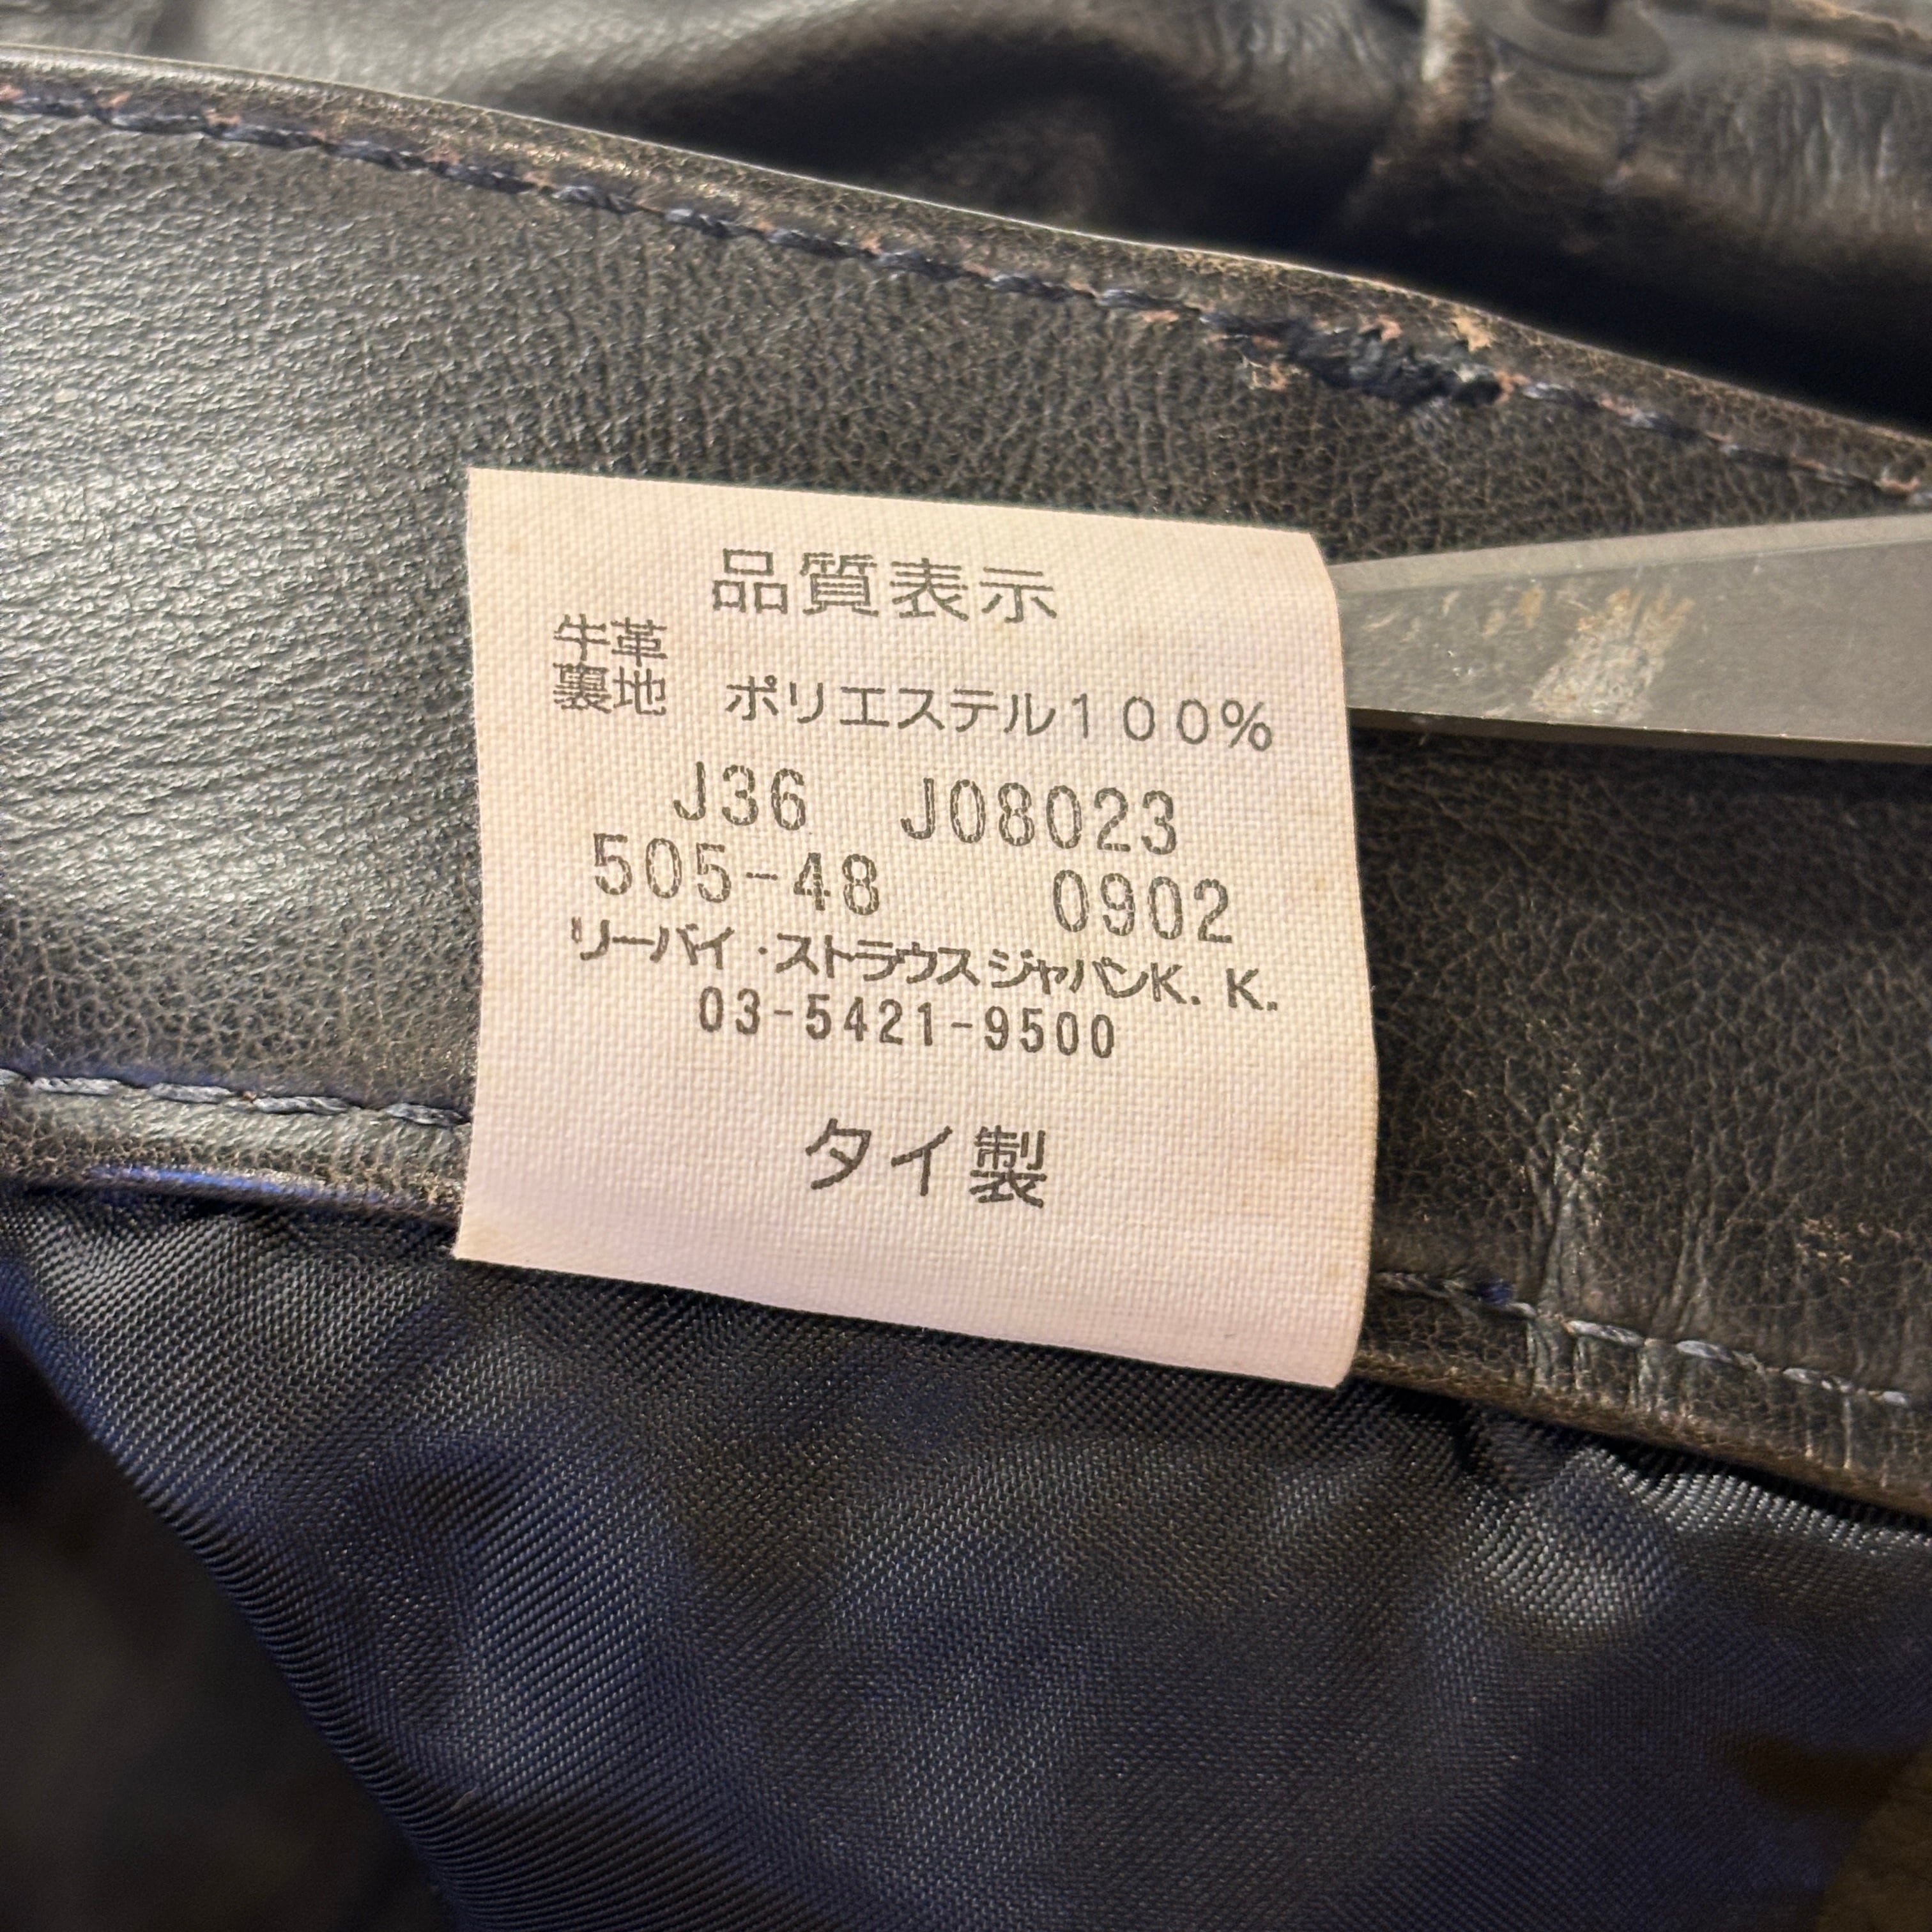 品質表示
牛革
裏地　ポリエステル１００％
J36　J08023
505-48　0902
リーバイ・ストラウスジャパンK.K.
03-5421-9500
タイ製